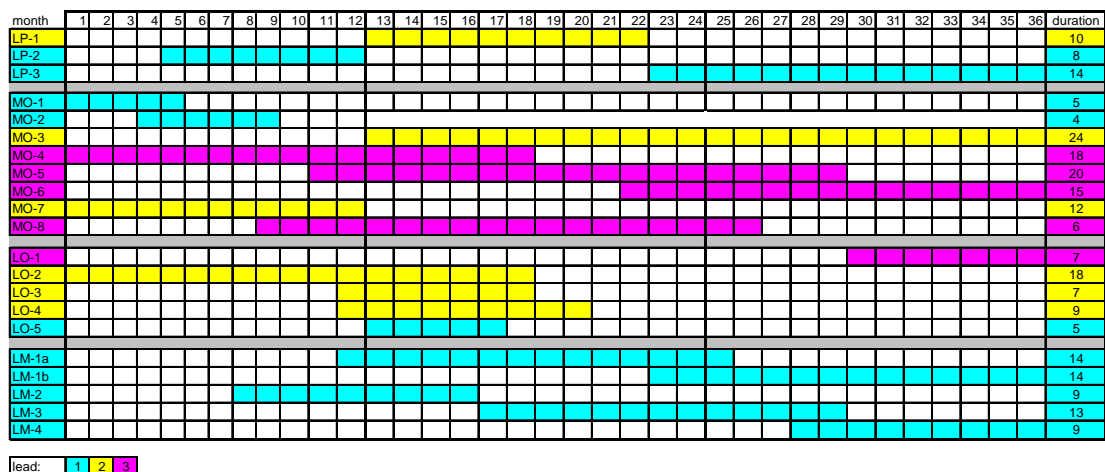 month 1 2 3 4 5 6 7 8 9 10 11 12 13 14 15 16 17 18 19 20 21 22 23 24 25 26 27 28 29 30 31 32 33 34 35 36 duration
LP-1 10
LP-2 8
LP-3 14
MO-1 5
MO-2 4
MO-3 24
MO-4 18
MO-5 20
MO-6 15
MO-7 12
MO-8 6
LO-1 7
LO-2 18
LO-3 7
LO-4 9
LO-5 5
LM-1a 14
LM-1b 14
LM-2 9
LM-3 13
LM-4 9
lead: 1 2 3